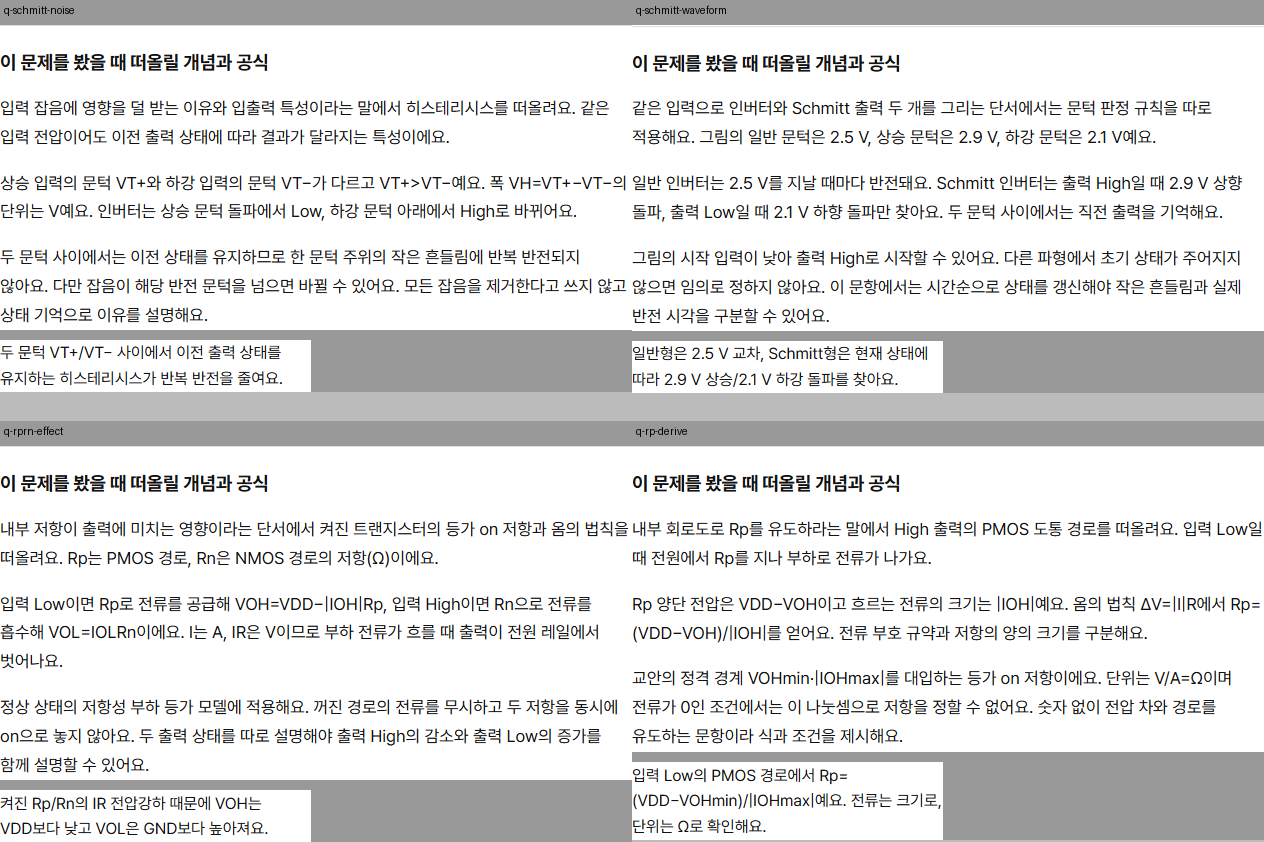 q-schmitt-noise
이 문제를 봤을 때 떠올릴 개념과 공식
입력 잡음에 영향을 덜 받는 이유와 입출력 특성이라는 말에서 히스테리시스를 떠올려요. 같은
입력 전압이어도 이전 출력 상태에 따라 결과가 달라지는 특성이에요.
상승 입력의 문턱 VT+와 하강 입력의 문턱 VT−가 다르고 VT+>VT−예요. 폭 VH=VT+−VT−의
단위는 V예요. 인버터는 상승 문턱 돌파에서 Low, 하강 문턱 아래에서 High로 바뀌어요.
두 문턱 사이에서는 이전 상태를 유지하므로 한 문턱 주위의 작은 흔들림에 반복 반전되지
않아요. 다만 잡음이 해당 반전 문턱을 넘으면 바뀔 수 있어요. 모든 잡음을 제거한다고 쓰지 않고
상태 기억으로 이유를 설명해요.
두 문턱 VT+/VT− 사이에서 이전 출력 상태를
유지하는 히스테리시스가 반복 반전을 줄여요.
q-schmitt-waveform
이 문제를 봤을 때 떠올릴 개념과 공식
같은 입력으로 인버터와 Schmitt 출력 두 개를 그리는 단서에서는 문턱 판정 규칙을 따로
적용해요. 그림의 일반 문턱은 2.5 V, 상승 문턱은 2.9 V, 하강 문턱은 2.1 V예요.
일반 인버터는 2.5 V를 지날 때마다 반전돼요. Schmitt 인버터는 출력 High일 때 2.9 V 상향
돌파, 출력 Low일 때 2.1 V 하향 돌파만 찾아요. 두 문턱 사이에서는 직전 출력을 기억해요.
그림의 시작 입력이 낮아 출력 High로 시작할 수 있어요. 다른 파형에서 초기 상태가 주어지지
않으면 임의로 정하지 않아요. 이 문항에서는 시간순으로 상태를 갱신해야 작은 흔들림과 실제
반전 시각을 구분할 수 있어요.
일반형은 2.5 V 교차, Schmitt형은 현재 상태에
따라 2.9 V 상승/2.1 V 하강 돌파를 찾아요.
q-rprn-effect
이 문제를 봤을 때 떠올릴 개념과 공식
내부 저항이 출력에 미치는 영향이라는 단서에서 켜진 트랜지스터의 등가 on 저항과 옴의 법칙을
떠올려요. Rp는 PMOS 경로, Rn은 NMOS 경로의 저항(Ω)이에요.
입력 Low이면 Rp로 전류를 공급해 VOH=VDD−|IOH|Rp, 입력 High이면 Rn으로 전류를
흡수해 VOL=IOLRn이에요. I는 A, IR은 V이므로 부하 전류가 흐를 때 출력이 전원 레일에서
벗어나요.
정상 상태의 저항성 부하 등가 모델에 적용해요. 꺼진 경로의 전류를 무시하고 두 저항을 동시에
on으로 놓지 않아요. 두 출력 상태를 따로 설명해야 출력 High의 감소와 출력 Low의 증가를
함께 설명할 수 있어요.
켜진 Rp/Rn의 IR 전압강하 때문에 VOH는
VDD보다 낮고 VOL은 GND보다 높아져요.
q-rp-derive
이 문제를 봤을 때 떠올릴 개념과 공식
내부 회로도로 Rp를 유도하라는 말에서 High 출력의 PMOS 도통 경로를 떠올려요. 입력 Low일
때 전원에서 Rp를 지나 부하로 전류가 나가요.
Rp 양단 전압은 VDD−VOH이고 흐르는 전류의 크기는 |IOH|예요. 옴의 법칙 ΔV=|I|R에서 Rp=
(VDD−VOH)/|IOH|를 얻어요. 전류 부호 규약과 저항의 양의 크기를 구분해요.
교안의 정격 경계 VOHmin·|IOHmax|를 대입하는 등가 on 저항이에요. 단위는 V/A=Ω이며
전류가 0인 조건에서는 이 나눗셈으로 저항을 정할 수 없어요. 숫자 없이 전압 차와 경로를
유도하는 문항이라 식과 조건을 제시해요.
입력 Low의 PMOS 경로에서 Rp=
(VDD−VOHmin)/|IOHmax|예요. 전류는 크기로,
단위는 Ω로 확인해요.